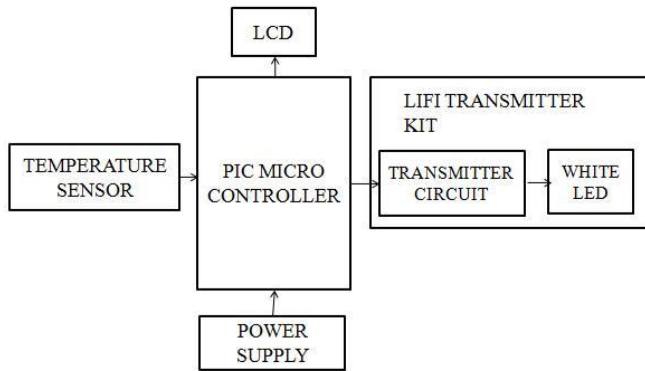 LCD
LIFI TRANSMITTER
KIT
TEMPERATURE
SENSOR
PIC MICRO
CONTROLLER
TRANSMITTER
CIRCUIT
WHITE
LED
POWER
SUPPLY